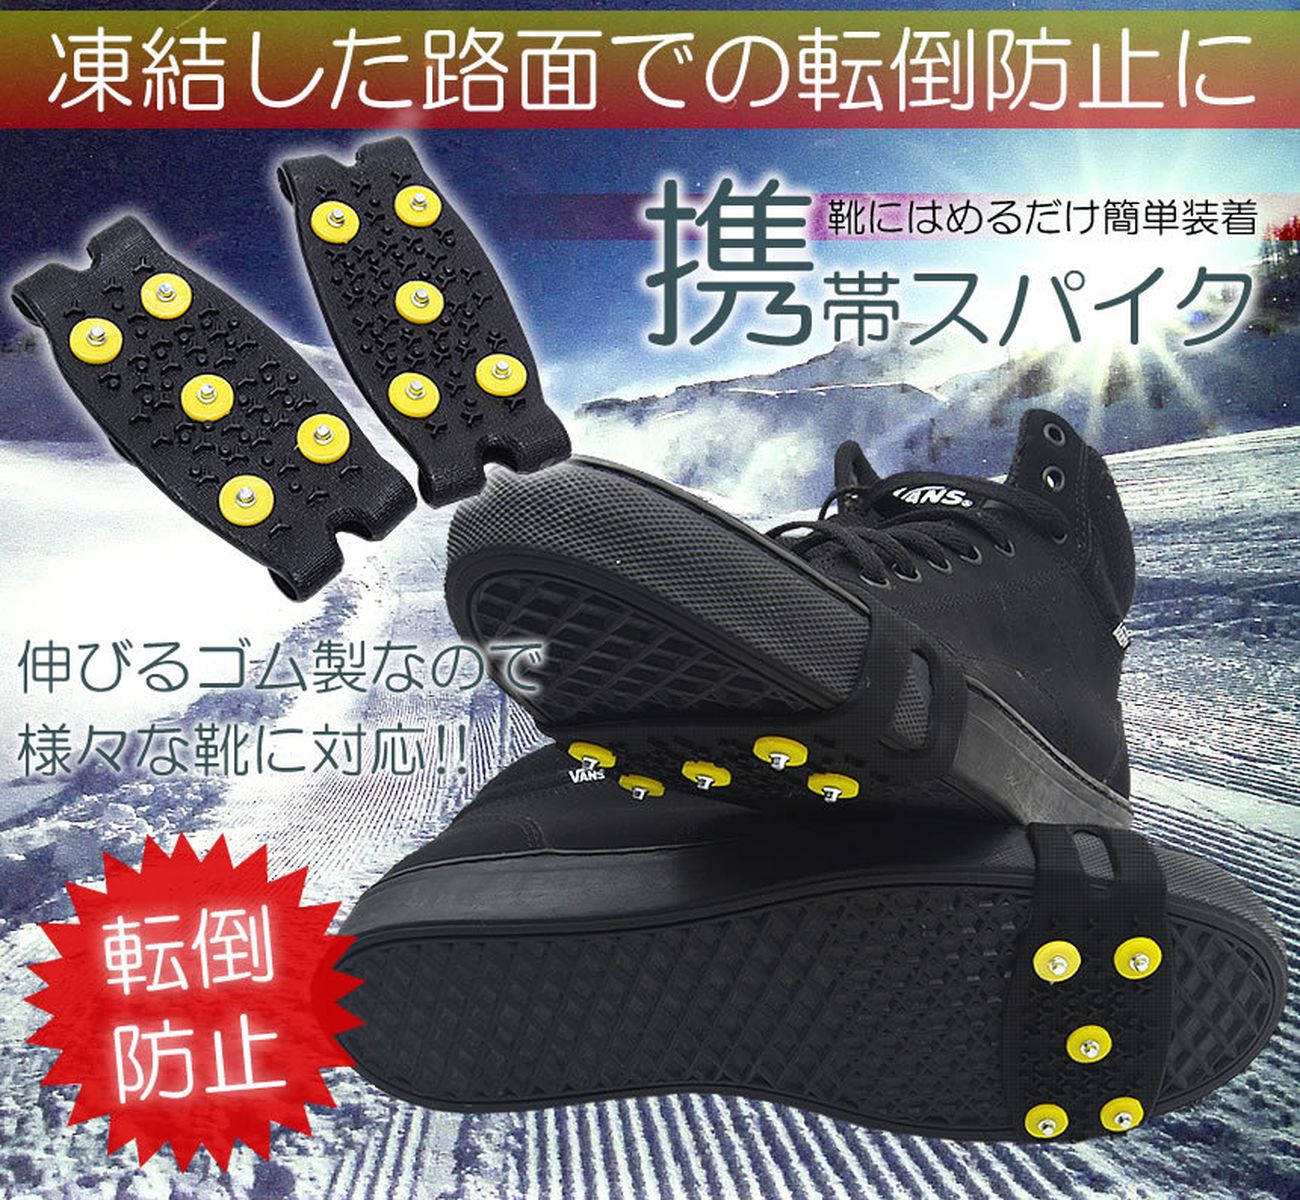 凍結した路面での転倒防止に
靴にはめるだけ簡単装着
携帯スパイク
VANS
伸びるゴム製なので
様々な靴に対応!!
VANS
転倒
防止